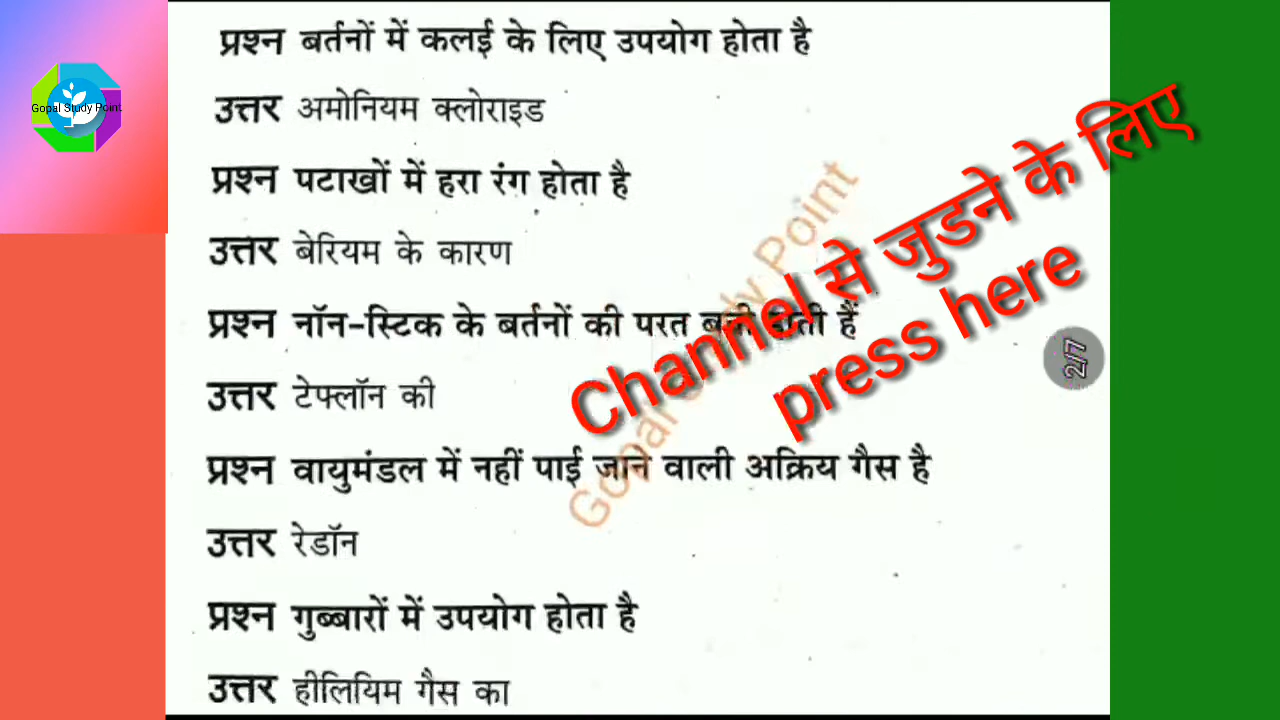 प्रश्न बर्तनों में कलई के लिए उपयोग होता है
Gopal Study Point
उत्तर अमोनियम क्लोराइड
प्रश्न पटाखों में हरा रंग होता है
उत्तर बेरियम के कारण
प्रश्न नॉन-स्टिक के बर्तनों की परत होती हैं
Channel से जुडने के लिए
press here
2/7
उत्तर टेफ्लॉन की
प्रश्न वायुमंडल में नहीं पाई जाने वाली अक्रिय गैस है
उत्तर रेडॉन
प्रश्न गुब्बारों में उपयोग होता है
उत्तर हीलियिम गैस का
Point